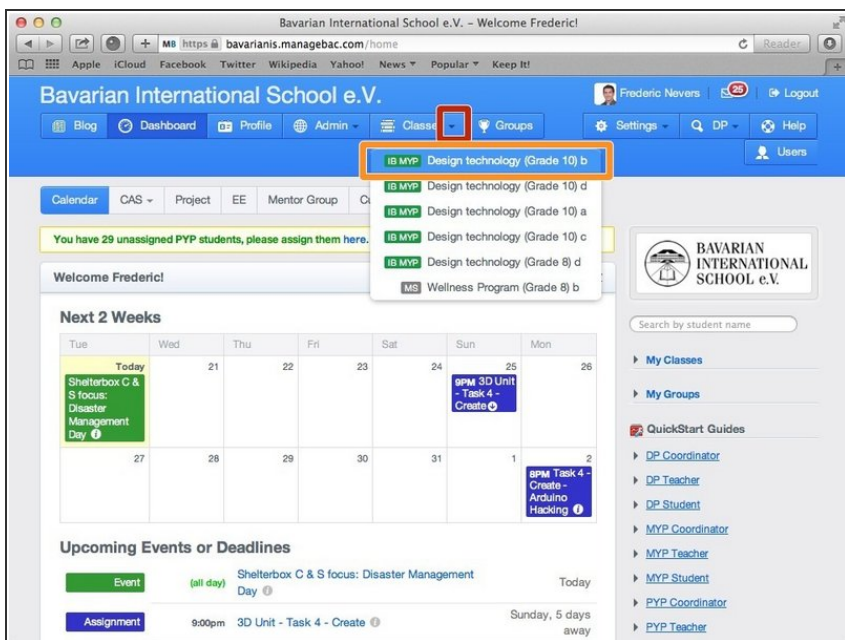 Bavarian International School e.V. – Welcome Frederic!
MB https bavarianis.managebac.com/home
Reader
Apple iCloud Facebook Twitter Wikipedia Yahoo! News Popular Keep It!
Bavarian International School e.V.
Frederic Nevers 25 Logout
Blog Dashboard Profile Admin Classe Groups Settings DP Help
Users
IB MYP Design technology (Grade 10) b
IB MYP Design technology (Grade 10) d
IB MYP Design technology (Grade 10) a
IB MYP Design technology (Grade 10) c
IB MYP Design technology (Grade 8) d
MS Wellness Program (Grade 8) b
Calendar CAS Project EE Mentor Group
You have 29 unassigned PYP students, please assign them here.
Welcome Frederic!
BAVARIAN
INTERNATIONAL
SCHOOL e.V.
Search by student name
Next 2 Weeks
Tue Wed Thu Fri Sat Sun Mon
Today 21 22 23 24 25 26
Shelterbox C &
S focus:
Disaster
Management
Day
9PM 3D Unit
- Task 4 -
Create
27 28 29 30 31 1 2
8PM Task 4 -
Create -
Arduino
Hacking
Upcoming Events or Deadlines
Event (all day) Shelterbox C & S focus: Disaster Management
Day
Today
Assignment 9:00pm 3D Unit - Task 4 - Create
Sunday, 5 days
away
My Classes
My Groups
QuickStart Guides
DP Coordinator
DP Teacher
DP Student
MYP Coordinator
MYP Teacher
MYP Student
PYP Coordinator
PYP Teacher